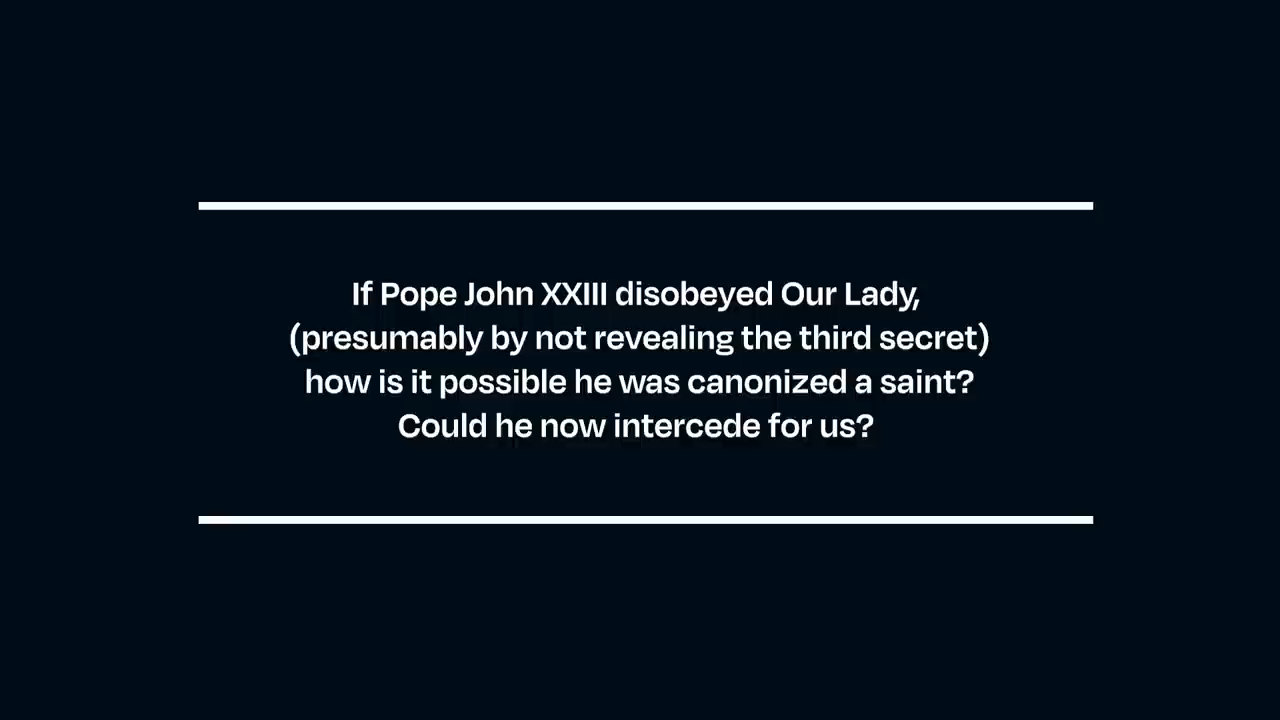 If Pope John XXIII disobeyed Our Lady,
(presumably by not revealing the third secret)
how is it possible he was canonized a saint?
Could he now intercede for us?